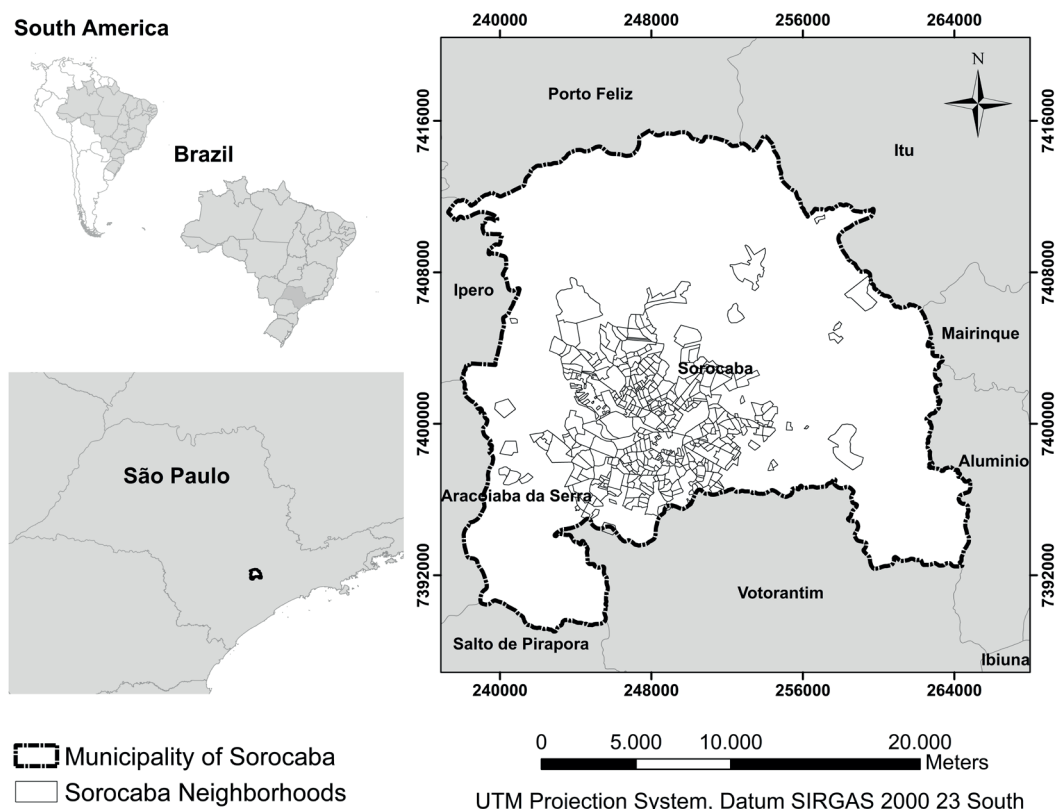 South America
Brazil
São Paulo
240000 248000 256000 264000
7416000
7408000
7400000
7392000
N
Porto Feliz
Itu
Ipero
Mairinque
Sorocaba
Aluminio
Aracoiaba da Serra
Votorantim
Salto de Pirapora
Ibiuna
7416000
7408000
7400000
7392000
240000 248000 256000 264000
Municipality of Sorocaba
Sorocaba Neighborhoods
0 5.000 10.000 20.000
Meters
UTM Projection System. Datum SIRGAS 2000 23 South